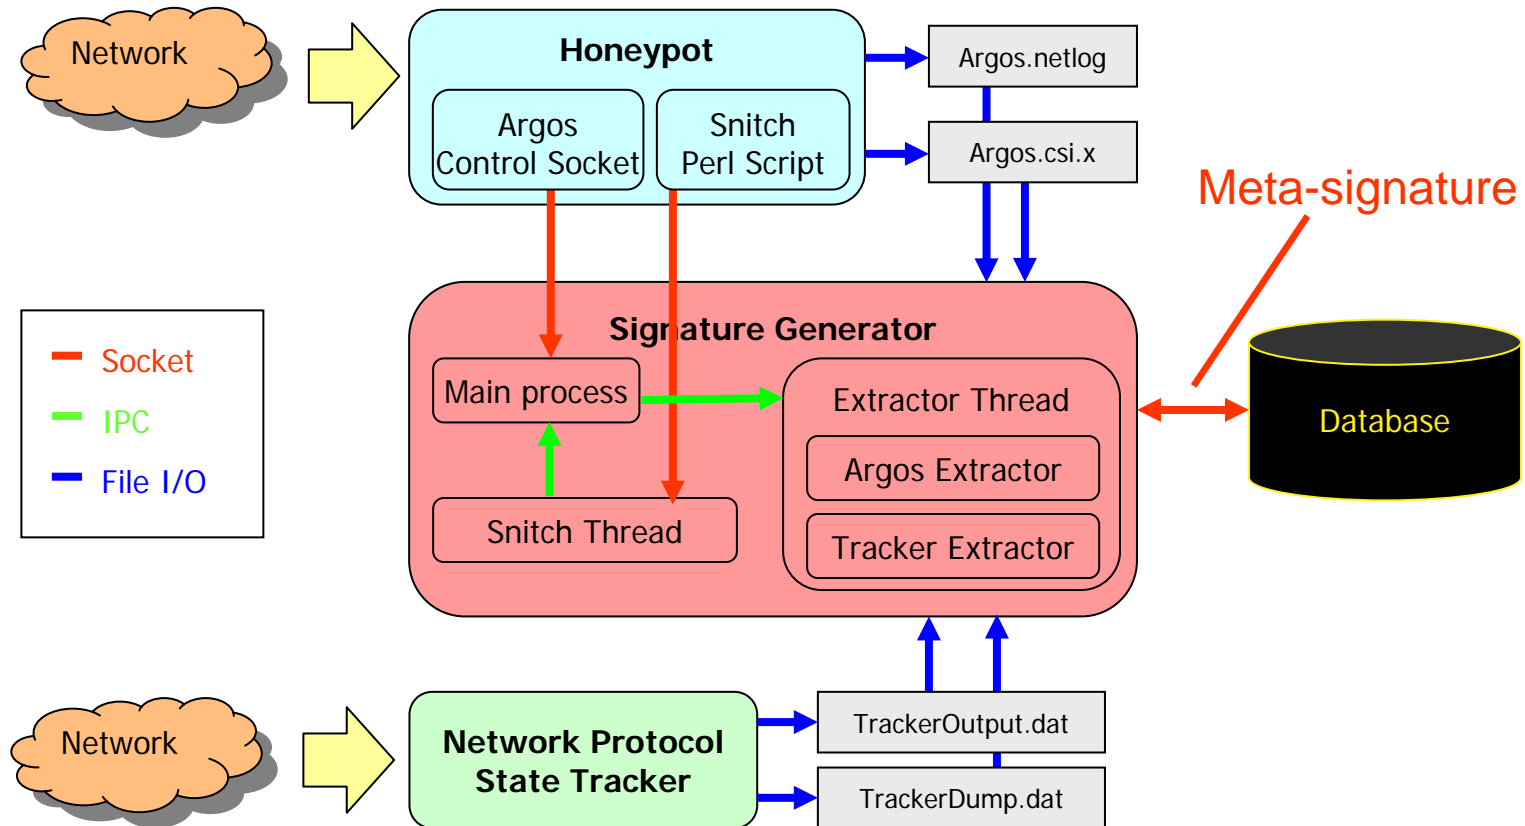 Network
Honeypot
Argos
Control Socket
Snitch
Perl Script
Argos.netlog
Argos.csi.x
Meta-signature
Socket
IPC
File I/O
Signature Generator
Main process
Snitch Thread
Extractor Thread
Argos Extractor
Tracker Extractor
Database
Network
Network Protocol
State Tracker
TrackerOutput.dat
TrackerDump.dat